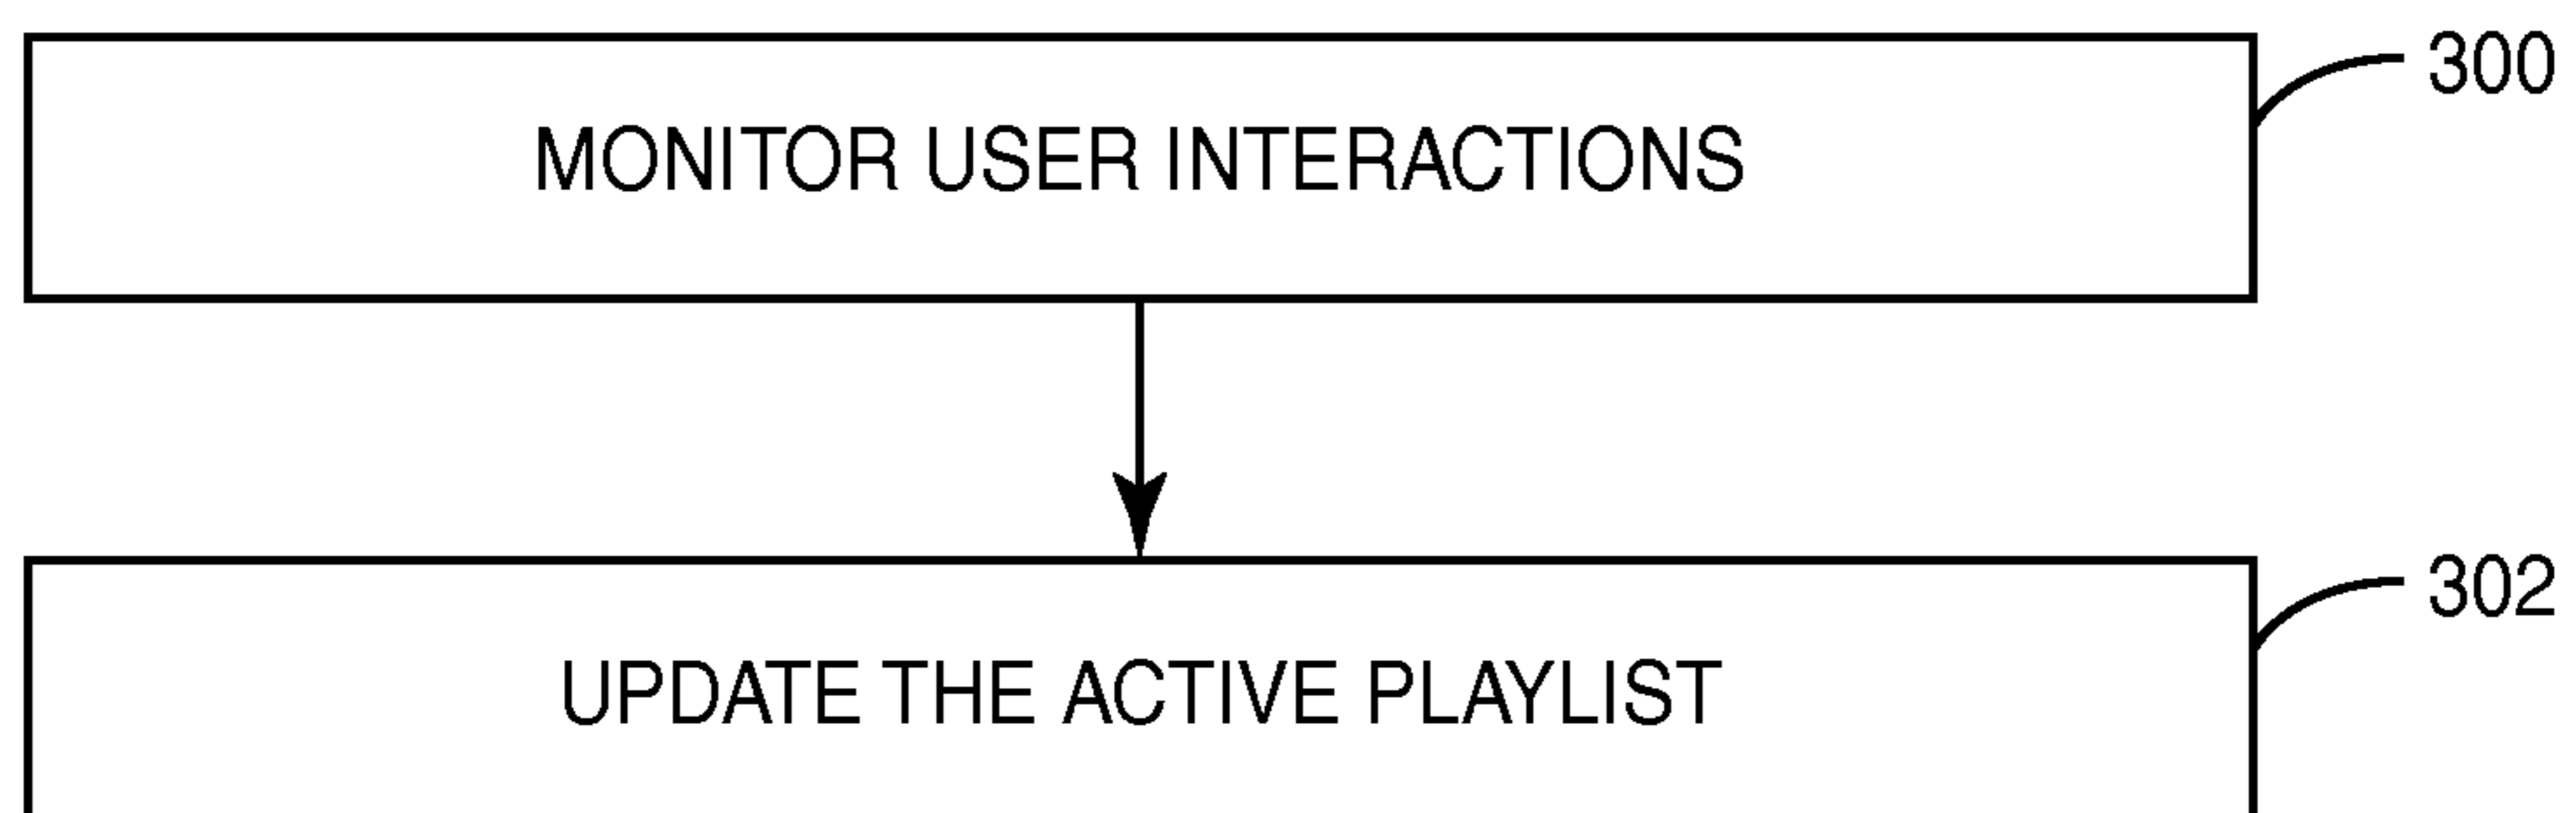 300
MONITOR USER INTERACTIONS
302
UPDATE THE ACTIVE PLAYLIST